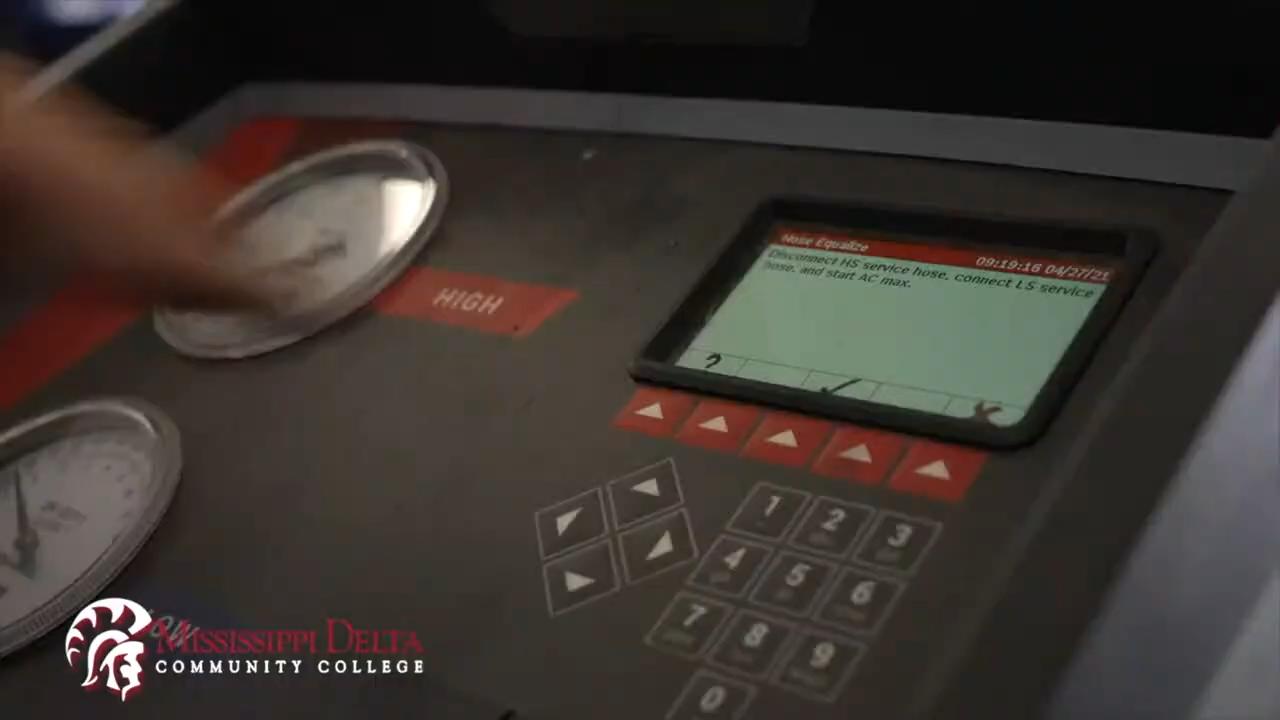 Hose Equalize
09:19:16 04/27/21
Disconnect HS service hose, connect LS service
hose, and start AC max.
HIGH
1 2 3
4 5 6
7 8 9
0
LOW
MISSISSIPPI DELTA
COMMUNITY COLLEGE